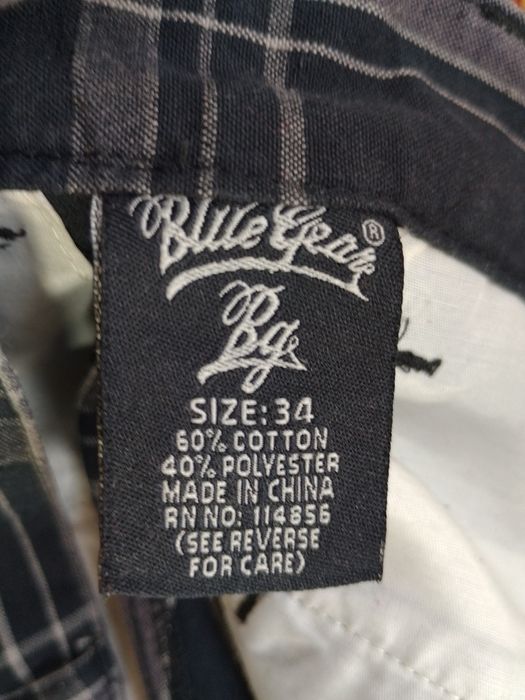 Blue Gear®
Bg
SIZE: 34
60% COTTON
40% POLYESTER
MADE IN CHINA
RN NO: 114856
(SEE REVERSE
FOR CARE)